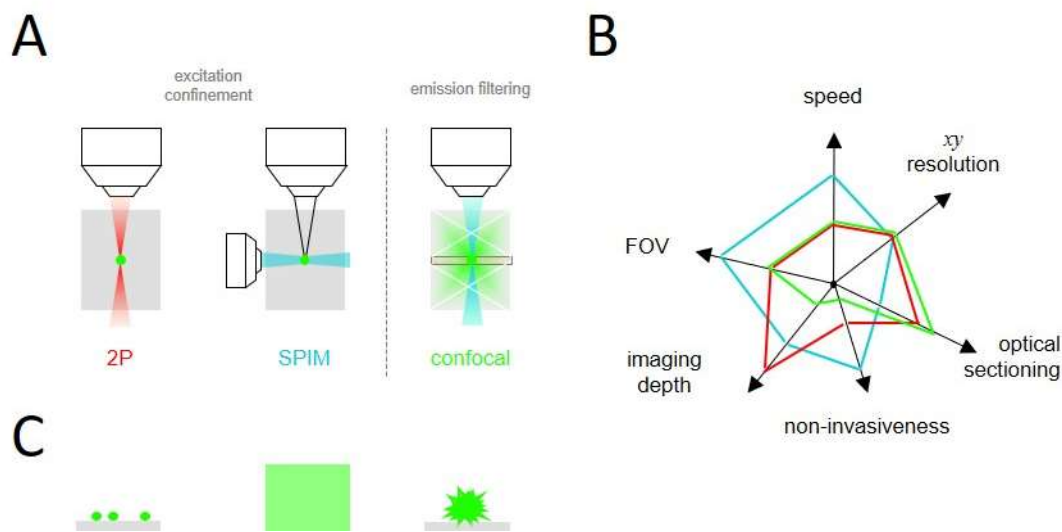 A
excitation
confinement
emission filtering
2P
SPIM
confocal
B
speed
xy
resolution
FOV
optical
sectioning
imaging
depth
non-invasiveness
C